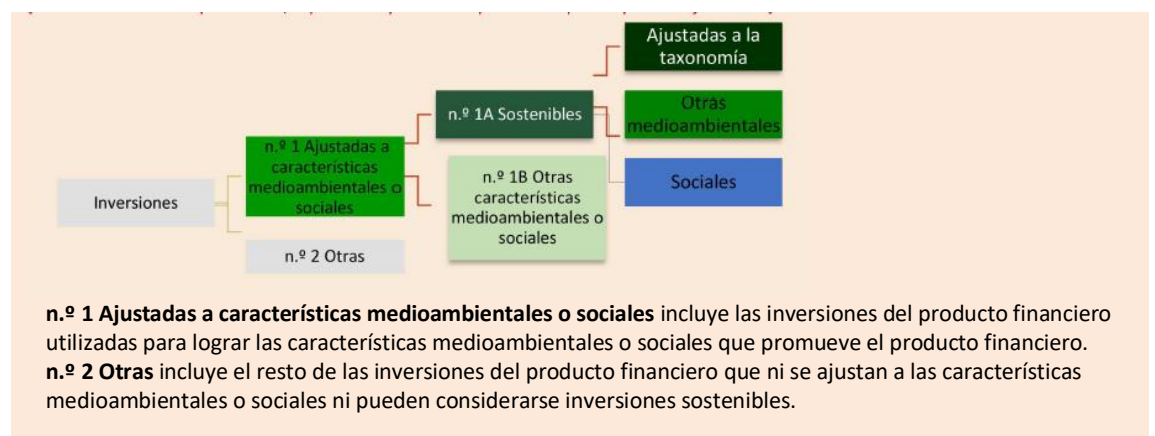 Ajustadas a la
taxonomía
n.º 1A Sostenibles
Otras
medioambientales
n.º 1 Ajustadas a
características
medioambientales o
sociales
n.º 1B Otras
características
medioambientales o
sociales
Sociales
Inversiones
n.º 2 Otras
n.º 1 Ajustadas a características medioambientales o sociales incluye las inversiones del producto financiero
utilizadas para lograr las características medioambientales o sociales que promueve el producto financiero.
n.º 2 Otras incluye el resto de las inversiones del producto financiero que ni se ajustan a las características
medioambientales o sociales ni pueden considerarse inversiones sostenibles.